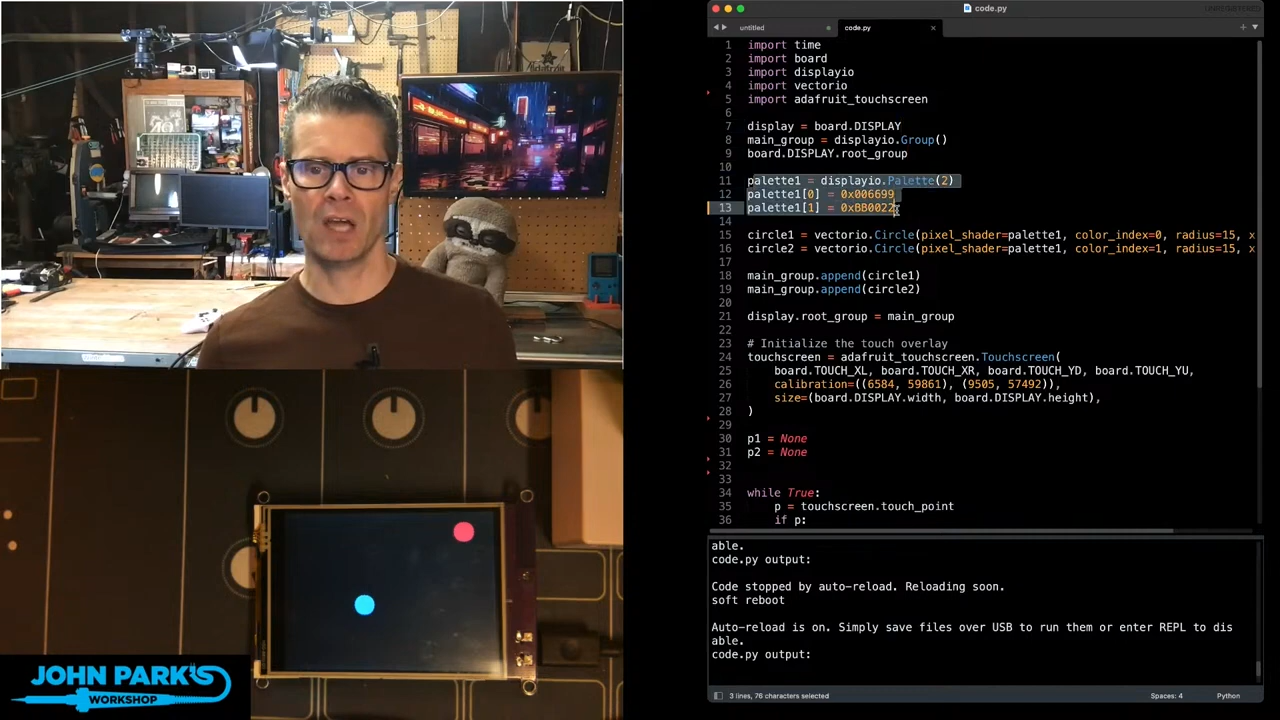 JOHN PARK'S
WORKSHOP
code.py
UNREGISTERED
untitled
code.py
1 import time
2 import board
3 import displayio
4 import vectorio
5 import adafruit_touchscreen
6
7 display = board.DISPLAY
8 main_group = displayio.Group()
9 board.DISPLAY.root_group
10
11 palette1 = displayio.Palette(2)
12 palette1[0] = 0x006699
13 palette1[1] = 0xBB0022
14
15 circle1 = vectorio.Circle(pixel_shader=palette1, color_index=0, radius=15, x
16 circle2 = vectorio.Circle(pixel_shader=palette1, color_index=1, radius=15, x
17
18 main_group.append(circle1)
19 main_group.append(circle2)
20
21 display.root_group = main_group
22
23 # Initialize the touch overlay
24 touchscreen = adafruit_touchscreen.Touchscreen(
25 board.TOUCH_XL, board.TOUCH_XR, board.TOUCH_YD, board.TOUCH_YU,
26 calibration=((6584, 59861), (9505, 57492)),
27 size=(board.DISPLAY.width, board.DISPLAY.height),
28 )
29
30 p1 = None
31 p2 = None
32
33
34 while True:
35 p = touchscreen.touch_point
36 if p:
able.
code.py output:
Code stopped by auto-reload. Reloading soon.
soft reboot
Auto-reload is on. Simply save files over USB to run them or enter REPL to dis
able.
code.py output:
3 lines, 76 characters selected
Spaces: 4
Python